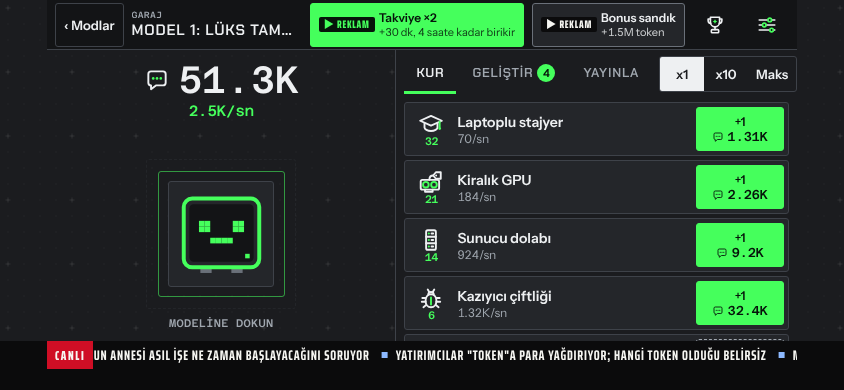 ‹ Modlar
GARAJ
MODEL 1: LÜKS TAM...
REKLAM
Takviye ×2
+30 dk, 4 saate kadar birikir
REKLAM
Bonus sandık
+1.5M token
51.3K
2.5K/sn
MODELİNE DOKUN
KUR
GELİŞTİR 4
YAYINLA
x1
x10
Maks
32
Laptoplu stajyer
70/sn
+1
1.31K
21
Kiralık GPU
184/sn
+1
2.26K
14
Sunucu dolabı
924/sn
+1
9.2K
6
Kazıyıcı çiftliği
1.32K/sn
+1
32.4K
CANLI
UN ANNESİ ASIL İŞE NE ZAMAN BAŞLAYACAĞINI SORUYOR ▪ YATIRIMCILAR "TOKEN"A PARA YAĞDIRIYOR; HANGİ TOKEN OLDUĞU BELİRSİZ ▪